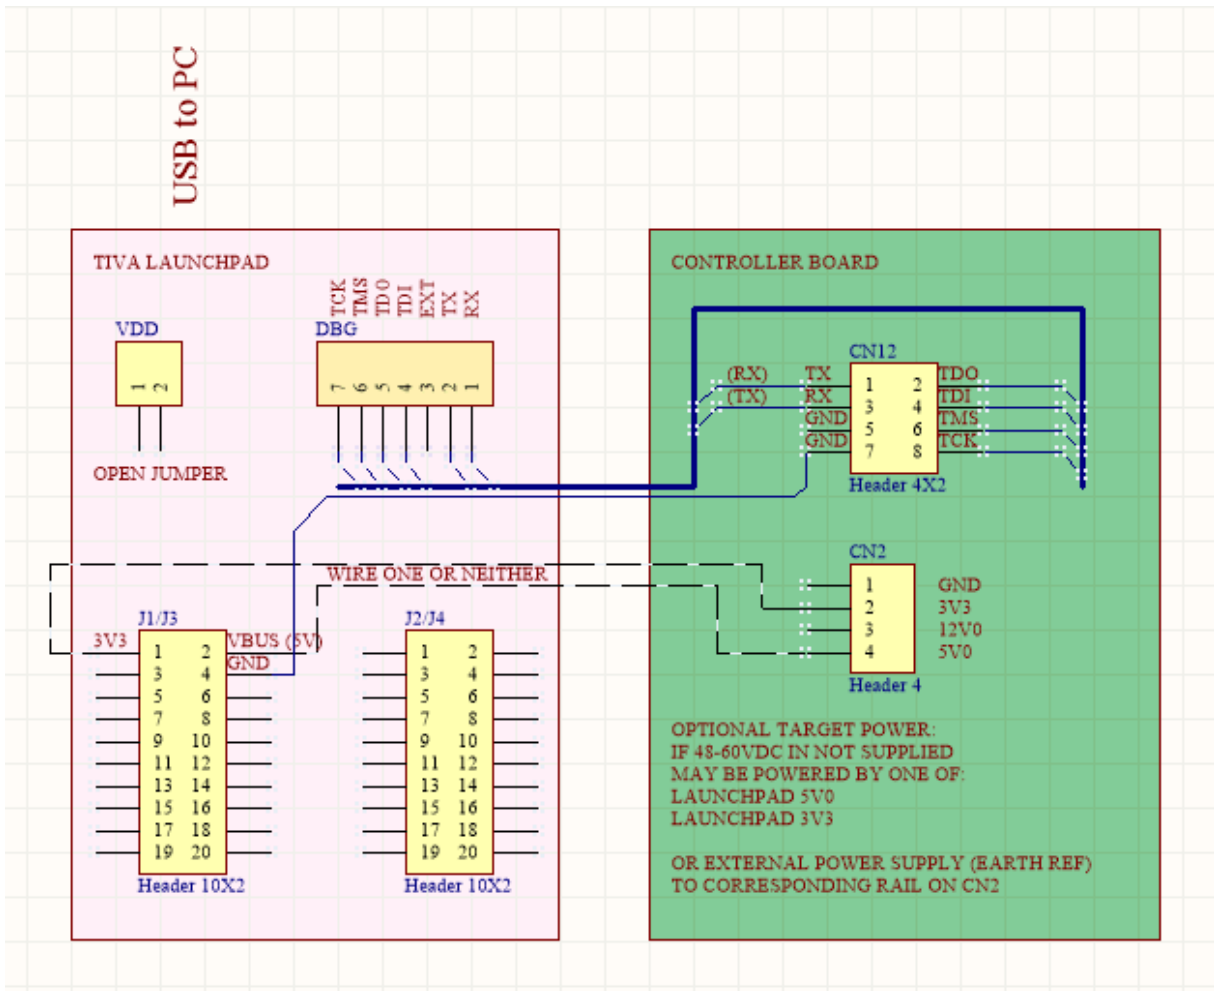 USB to PC
TIVA LAUNCHPAD
VDD
1 2
OPEN JUMPER
TCK TMS TDO TDI EXT TX RX
DBG
7 6 5 4 3 2 1
CONTROLLER BOARD
CN12
(RX) TX 1 2 TDO
(TX) RX 3 4 TDI
GND 5 6 TMS
GND 7 8 TCK
Header 4X2
WIRE ONE OR NEITHER
J1/J3
3V3 1 2 VBUS (5V)
3 4 GND
5 6
7 8
9 10
11 12
13 14
15 16
17 18
19 20
Header 10X2
J2/J4
1 2
3 4
5 6
7 8
9 10
11 12
13 14
15 16
17 18
19 20
Header 10X2
CN2
1 GND
2 3V3
3 12V0
4 5V0
Header 4
OPTIONAL TARGET POWER:
IF 48-60VDC IN NOT SUPPLIED
MAY BE POWERED BY ONE OF:
LAUNCHPAD 5V0
LAUNCHPAD 3V3
OR EXTERNAL POWER SUPPLY (EARTH REF)
TO CORRESPONDING RAIL ON CN2